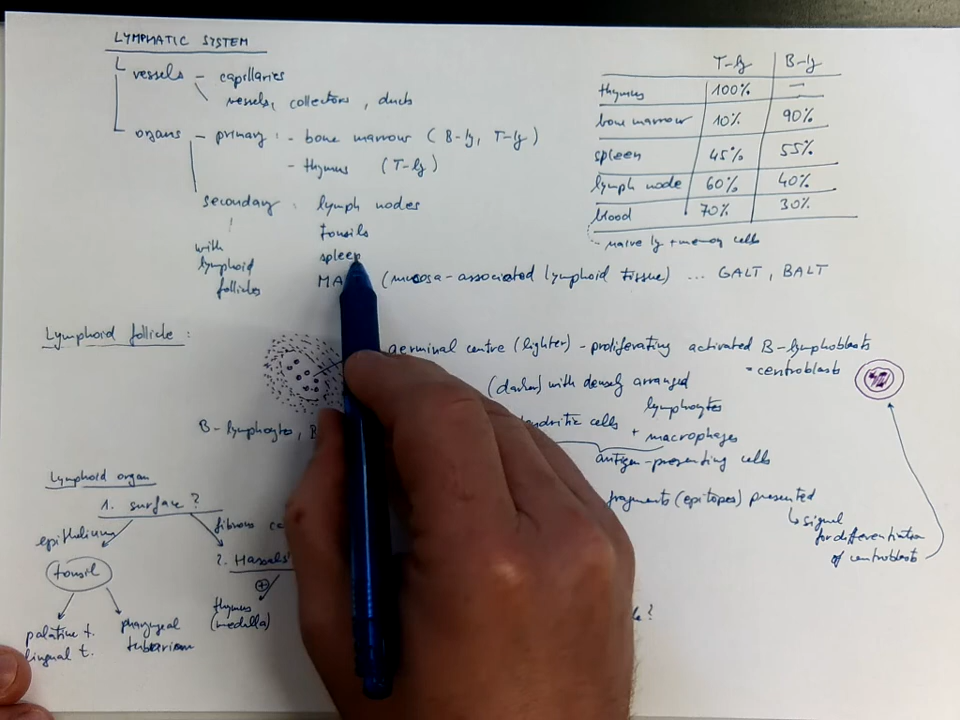 LYMPHATIC SYSTEM
vessels - capillaries
vessels, collectors, ducts
organs - primary: - bone marrow (B-ly, T-ly)
- thymus (T-ly)
secondary: lymph nodes
tonsils
with lymphoid follicles
spleen
MA (mucosa-associated lymphoid tissue) ... GALT, BALT
T-ly B-ly
thymus 100% —
bone marrow 10% 90%
spleen 45% 55%
lymph node 60% 40%
blood 70% 30%
naive ly + memory cells
Lymphoid follicle:
germinal centre (lighter) - proliferating activated B-lymphoblasts
- centroblasts
(darker) with densely arranged
lymphocytes
B-lymphocytes,
dendritic cells + macrophages
antigen-presenting cells
fragments (epitopes) presented
signal
for differentiation
of centroblasts
Lymphoid organ
1. surface?
epithelium
fibrous
tonsil
2. Hassals'
+
thymus
(medulla)
palatine t.
lingual t.
pharyngeal
tubarium
?